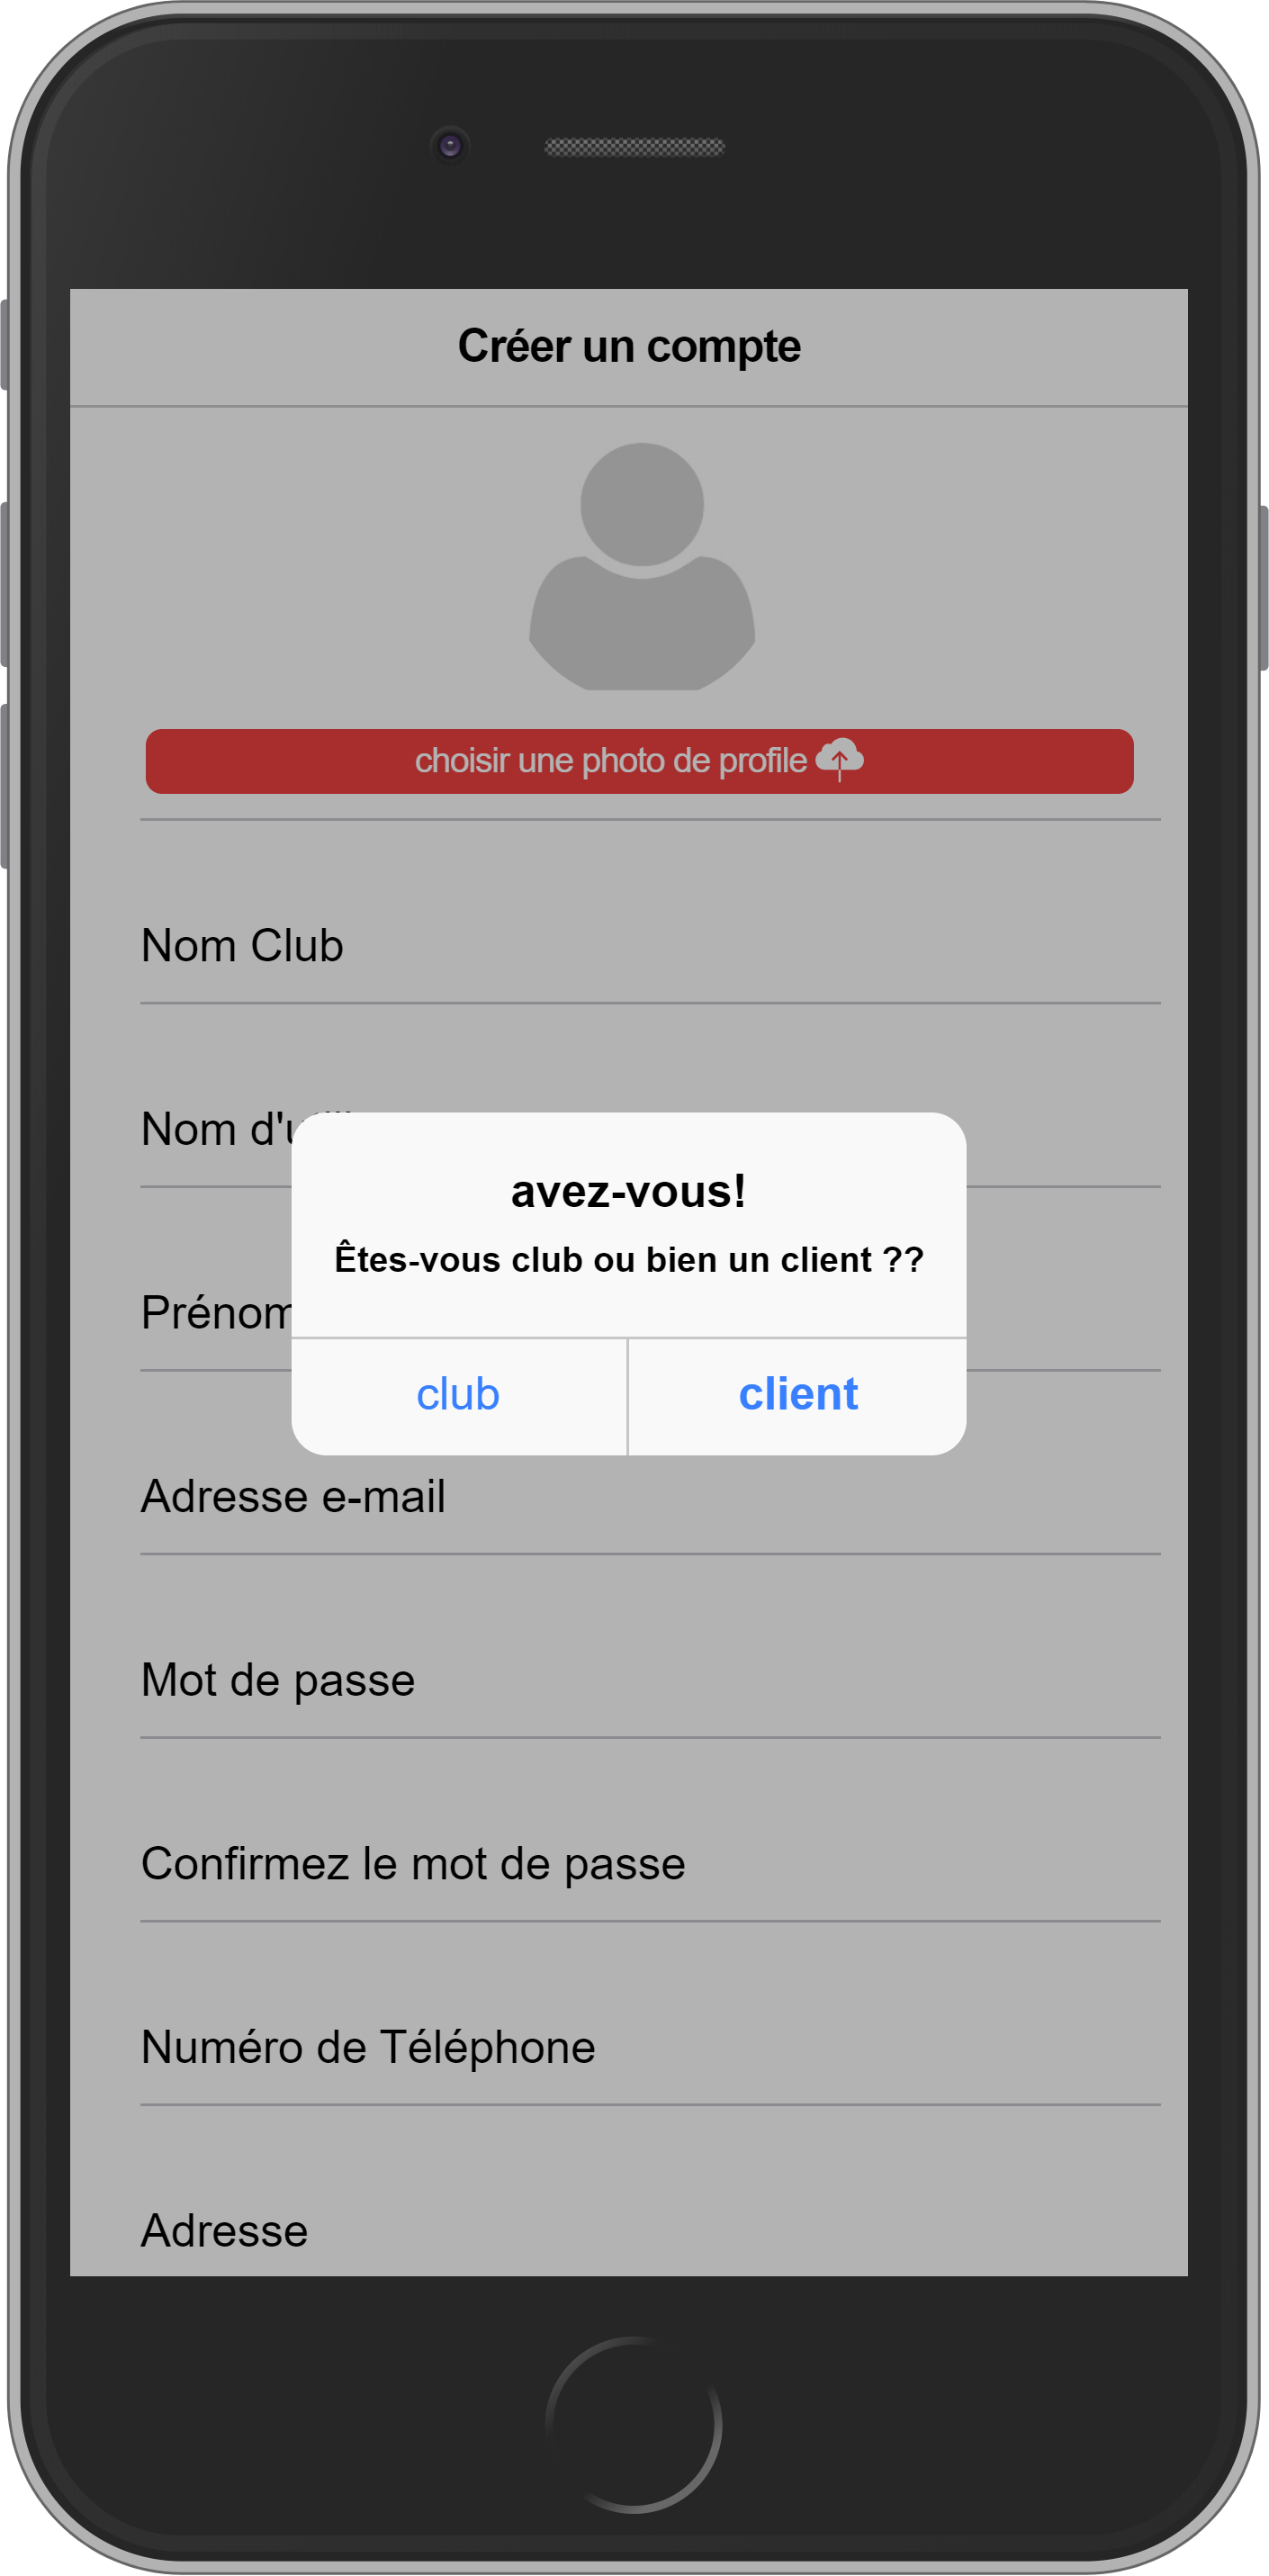 Créer un compte
choisir une photo de profile
Nom Club
Nom
avez-vous!
Êtes-vous club ou bien un client ??
Prénom
club
client
Adresse e-mail
Mot de passe
Confirmez le mot de passe
Numéro de Téléphone
Adresse